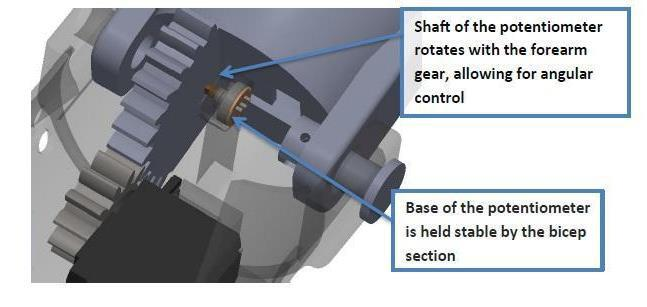 Shaft of the potentiometer
rotates with the forearm
gear, allowing for angular
control
Base of the potentiometer
is held stable by the bicep
section